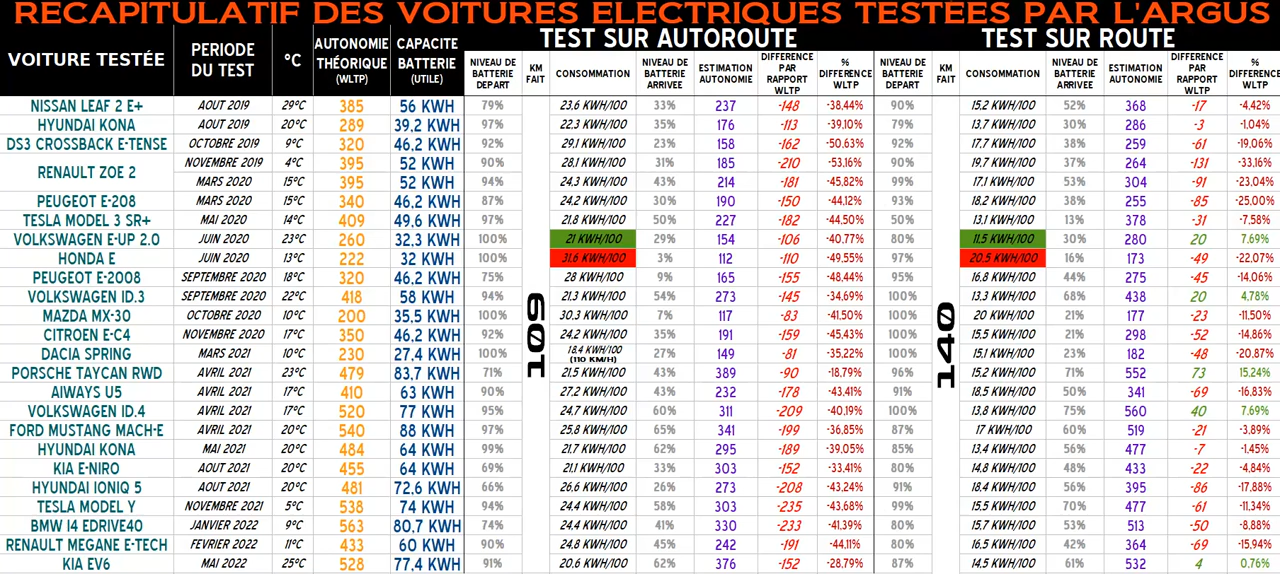 RECAPITULATIF DES VOITURES ELECTRIQUES TESTÉES PAR L'ARGUS
VOITURE TESTÉE PERIODE DU TEST °C AUTONOMIE THÉORIQUE (WLTP) CAPACITE BATTERIE (UTILE) TEST SUR AUTOROUTE TEST SUR ROUTE
NIVEAU DE BATTERIE DEPART KM FAIT CONSOMMATION NIVEAU DE BATTERIE ARRIVEE ESTIMATION AUTONOMIE DIFFERENCE PAR RAPPORT WLTP % DIFFERENCE WLTP NIVEAU DE BATTERIE DEPART KM FAIT CONSOMMATION NIVEAU DE BATTERIE ARRIVEE ESTIMATION AUTONOMIE DIFFERENCE PAR RAPPORT WLTP % DIFFERENCE WLTP
NISSAN LEAF 2 E+ AOUT 2019 29°C 385 56 KWH 79% 23.6 KWH/100 33% 237 -148 -38,44% 90% 15.2 KWH/100 52% 368 -17 -4,42%
HYUNDAI KONA AOUT 2019 20°C 289 39,2 KWH 97% 22,3 KWH/100 35% 176 -113 -39,10% 79% 13.7 KWH/100 30% 286 -3 -1,04%
DS3 CROSSBACK E-TENSE OCTOBRE 2019 9°C 320 46,2 KWH 92% 29.1 KWH/100 23% 158 -162 -50,63% 92% 17.7 KWH/100 38% 259 -61 -19,06%
RENAULT ZOE 2 NOVEMBRE 2019 4°C 395 52 KWH 90% 28.1 KWH/100 31% 185 -210 -53,16% 90% 19.7 KWH/100 37% 264 -131 -33,16%
MARS 2020 15°C 395 52 KWH 94% 24,3 KWH/100 43% 214 -181 -45,82% 99% 17,1 KWH/100 53% 304 -91 -23,04%
PEUGEOT E-208 MARS 2020 15°C 340 46,2 KWH 87% 24.2 KWH/100 30% 190 -150 -44,12% 93% 18.2 KWH/100 38% 255 -85 -25,00%
TESLA MODEL 3 SR+ MAI 2020 14°C 409 49,6 KWH 97% 21.8 KWH/100 50% 227 -182 -44,50% 50% 13.1 KWH/100 13% 378 -31 -7,58%
VOLKSWAGEN E-UP 2.0 JUIN 2020 23°C 260 32,3 KWH 100% 21 KWH/100 29% 154 -106 -40,77% 80% 11.5 KWH/100 30% 280 20 7,69%
HONDA E JUIN 2020 13°C 222 32 KWH 100% 31.6 KWH/100 3% 112 -110 -49,55% 97% 20.5 KWH/100 16% 173 -49 -22,07%
PEUGEOT E-2008 SEPTEMBRE 2020 18°C 320 46,2 KWH 75% 28 KWH/100 9% 165 -155 -48,44% 95% 16.8 KWH/100 44% 275 -45 -14,06%
VOLKSWAGEN ID.3 SEPTEMBRE 2020 22°C 418 58 KWH 94% 21.3 KWH/100 54% 273 -145 -34,69% 100% 13.3 KWH/100 68% 438 20 4,78%
MAZDA MX-30 OCTOBRE 2020 10°C 200 35,5 KWH 100% 30.3 KWH/100 7% 117 -83 -41,50% 100% 20 KWH/100 21% 177 -23 -11,50%
CITROEN E-C4 NOVEMBRE 2020 17°C 350 46,2 KWH 92% 24.2 KWH/100 35% 191 -159 -45,43% 90% 15.5 KWH/100 21% 298 -52 -14,86%
DACIA SPRING MARS 2021 10°C 230 27,4 KWH 100% 18.4 KWH/100 (110 KM/H) 27% 149 -81 -35,22% 100% 15.1 KWH/100 23% 182 -48 -20,87%
PORSCHE TAYCAN RWD AVRIL 2021 23°C 479 83,7 KWH 71% 21.5 KWH/100 43% 389 -90 -18,79% 96% 15.2 KWH/100 71% 552 73 15,24%
AIWAYS U5 AVRIL 2021 17°C 410 63 KWH 90% 27.2 KWH/100 43% 232 -178 -43,41% 91% 18.5 KWH/100 50% 341 -69 -16,83%
VOLKSWAGEN ID.4 AVRIL 2021 17°C 520 77 KWH 95% 24.7 KWH/100 60% 311 -209 -40,19% 100% 13.8 KWH/100 75% 560 40 7,69%
FORD MUSTANG MACH-E AVRIL 2021 20°C 540 88 KWH 97% 25.8 KWH/100 65% 341 -199 -36,85% 87% 17 KWH/100 60% 519 -21 -3,89%
HYUNDAI KONA MAI 2021 20°C 484 64 KWH 99% 21.7 KWH/100 62% 295 -189 -39,05% 85% 13.4 KWH/100 56% 477 -7 -1,45%
KIA E-NIRO AOUT 2021 20°C 455 64 KWH 69% 21.1 KWH/100 33% 303 -152 -33,41% 80% 14.8 KWH/100 48% 433 -22 -4,84%
HYUNDAI IONIQ 5 AOUT 2021 20°C 481 72,6 KWH 66% 26.6 KWH/100 26% 273 -208 -43,24% 91% 18.4 KWH/100 56% 395 -86 -17,88%
TESLA MODEL Y NOVEMBRE 2021 5°C 538 74 KWH 94% 24.4 KWH/100 58% 303 -235 -43,68% 99% 15.5 KWH/100 70% 477 -61 -11,34%
BMW I4 EDRIVE40 JANVIER 2022 9°C 563 80,7 KWH 74% 24.4 KWH/100 41% 330 -233 -41,39% 80% 15.7 KWH/100 53% 513 -50 -8,88%
RENAULT MEGANE E-TECH FEVRIER 2022 11°C 433 60 KWH 90% 24.8 KWH/100 45% 242 -191 -44,11% 80% 16.5 KWH/100 42% 364 -69 -15,94%
KIA EV6 MAI 2022 25°C 528 77,4 KWH 91% 20.6 KWH/100 62% 376 -152 -28,79% 87% 14.5 KWH/100 61% 532 4 0,76%
109
140